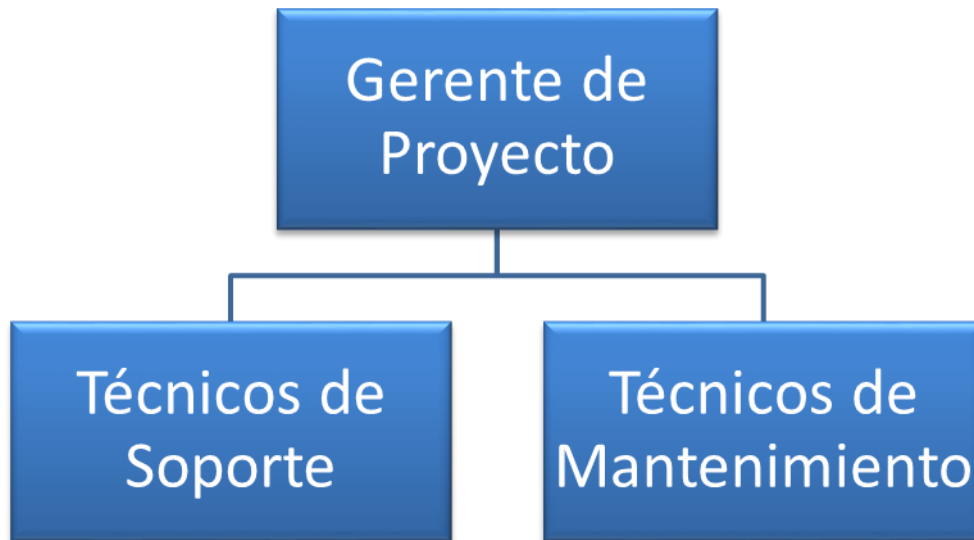 Gerente de
Proyecto
Técnicos de
Soporte
Técnicos de
Mantenimiento